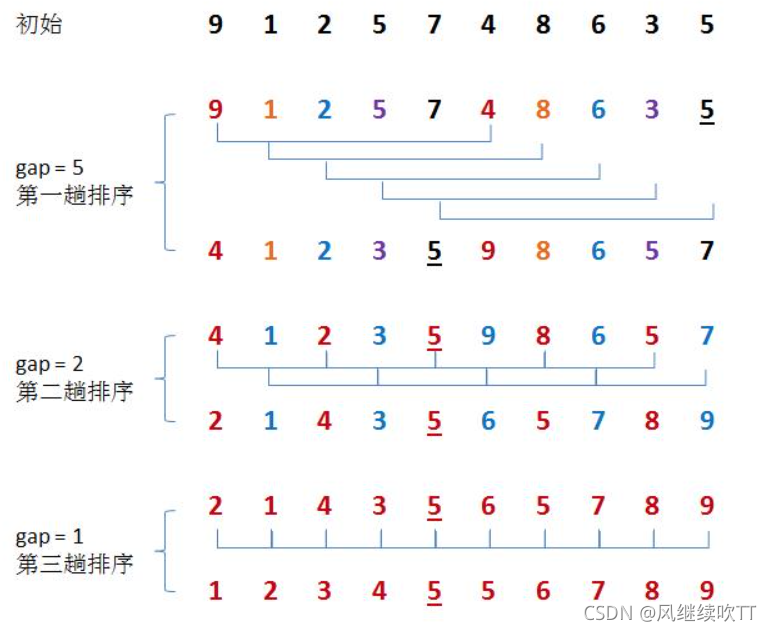 初始 9 1 2 5 7 4 8 6 3 5
9 1 2 5 7 4 8 6 3 5
gap = 5
第一趟排序
4 1 2 3 5 9 8 6 5 7
4 1 2 3 5 9 8 6 5 7
gap = 2
第二趟排序
2 1 4 3 5 6 5 7 8 9
2 1 4 3 5 6 5 7 8 9
gap = 1
第三趟排序
1 2 3 4 5 5 6 7 8 9
CSDN @风继续吹TT